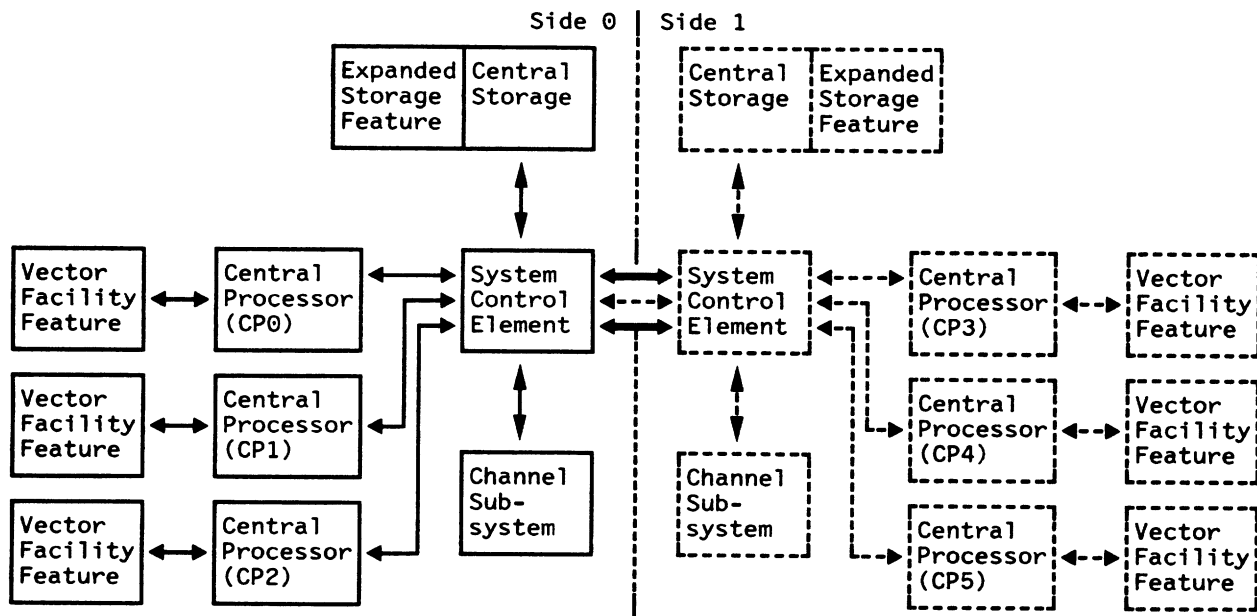 Side 0
Side 1
Expanded
Storage
Feature
Central
Storage
Central
Storage
Expanded
Storage
Feature
Vector
Facility
Feature
Central
Processor
(CP0)
System
Control
Element
System
Control
Element
Central
Processor
(CP3)
Vector
Facility
Feature
Vector
Facility
Feature
Central
Processor
(CP1)
Central
Processor
(CP4)
Vector
Facility
Feature
Vector
Facility
Feature
Central
Processor
(CP2)
Channel
Sub-
system
Channel
Sub-
system
Central
Processor
(CP5)
Vector
Facility
Feature